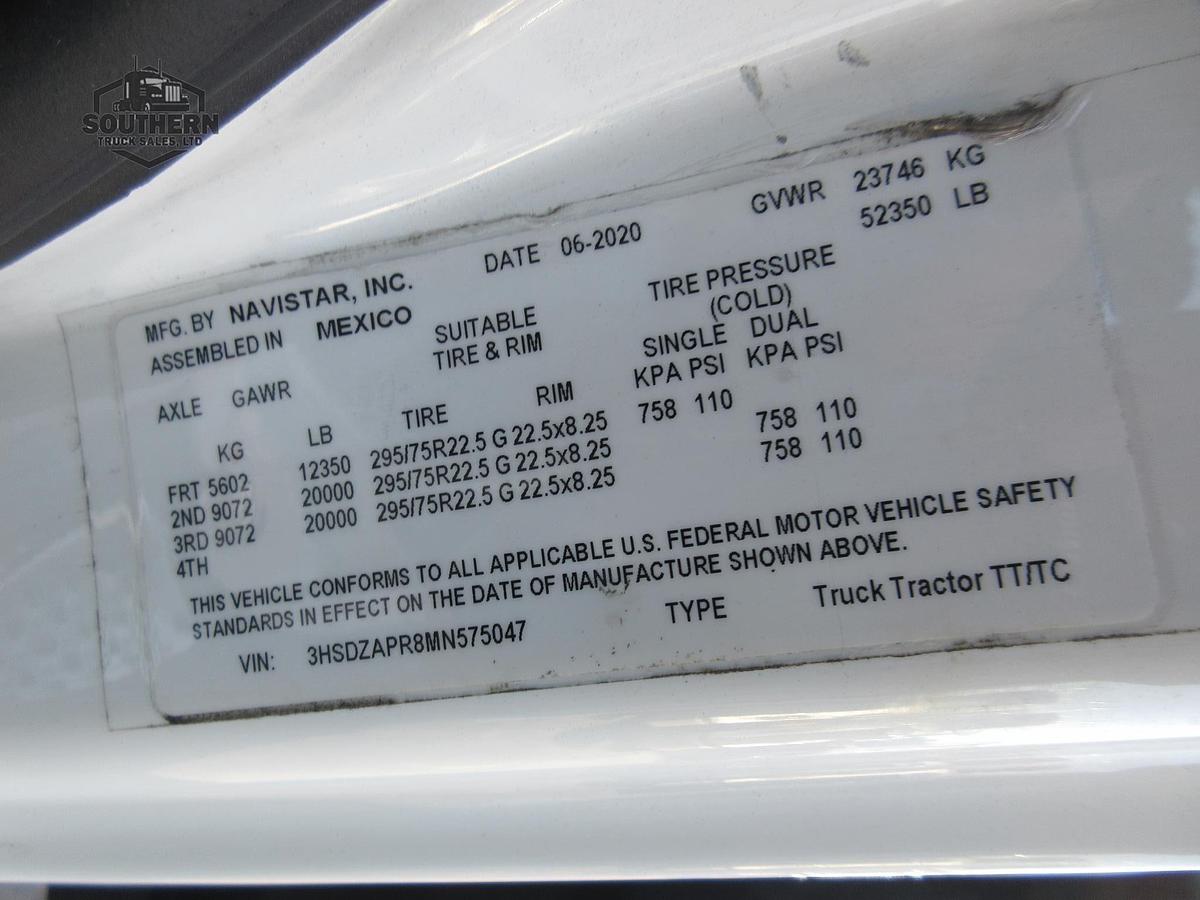 SOUTHERN
TRUCK SALES, LTD
MFG. BY NAVISTAR, INC. DATE 06-2020 GVWR 23746 KG
ASSEMBLED IN MEXICO 52350 LB
SUITABLE TIRE PRESSURE
TIRE & RIM (COLD)
SINGLE DUAL
AXLE GAWR KPA PSI KPA PSI
KG LB TIRE RIM
FRT 5602 12350 295/75R22.5 G 22.5x8.25 758 110
2ND 9072 20000 295/75R22.5 G 22.5x8.25 758 110
3RD 9072 20000 295/75R22.5 G 22.5x8.25 758 110
4TH
THIS VEHICLE CONFORMS TO ALL APPLICABLE U.S. FEDERAL MOTOR VEHICLE SAFETY
STANDARDS IN EFFECT ON THE DATE OF MANUFACTURE SHOWN ABOVE.
VIN: 3HSDZAPR8MN575047 TYPE Truck Tractor TT/TC